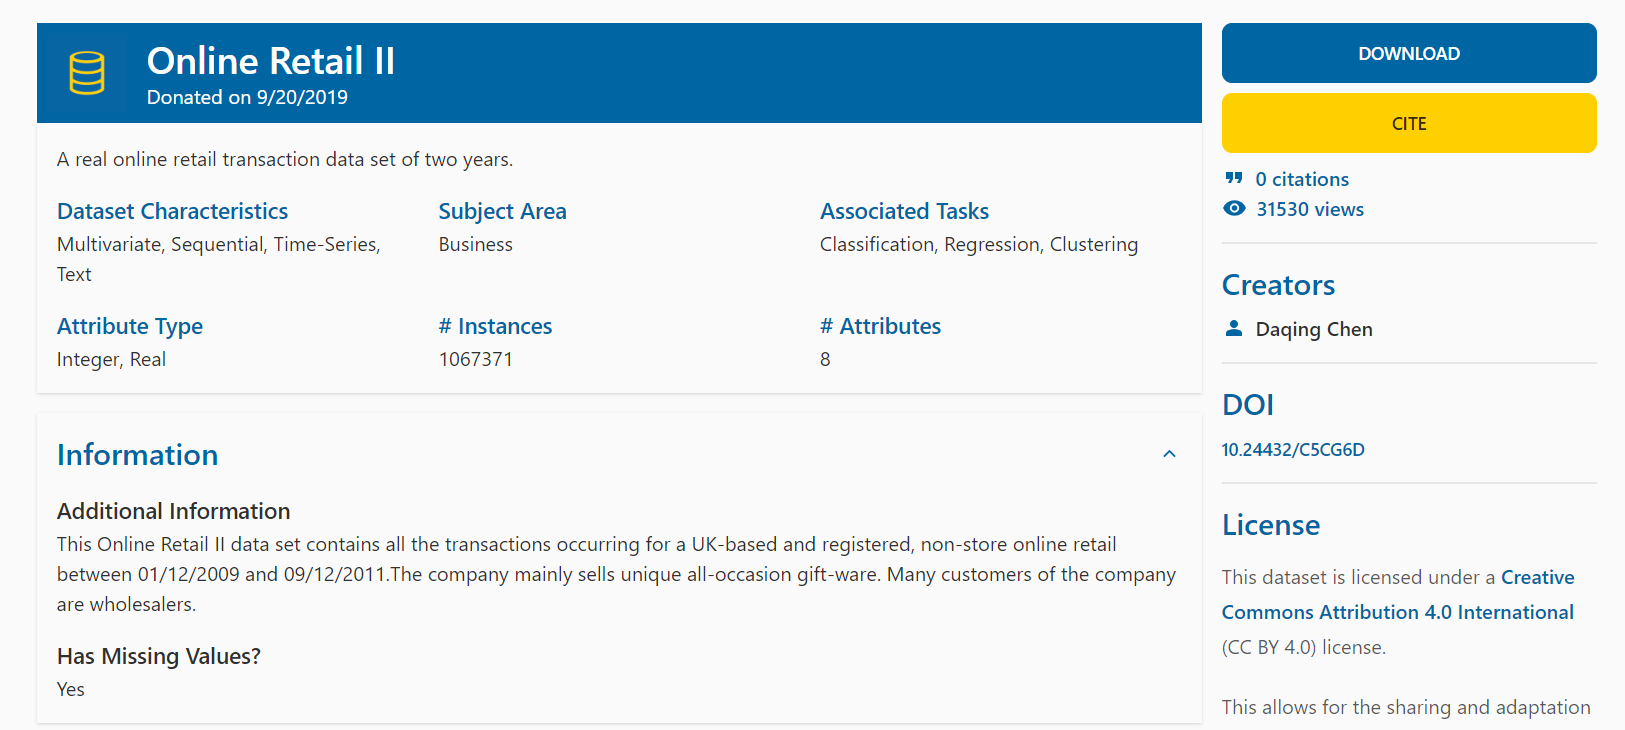 Online Retail II
Donated on 9/20/2019
A real online retail transaction data set of two years.
Dataset Characteristics
Multivariate, Sequential, Time-Series,
Text
Subject Area
Business
Associated Tasks
Classification, Regression, Clustering
Attribute Type
Integer, Real
# Instances
1067371
# Attributes
8
Information
Additional Information
This Online Retail II data set contains all the transactions occurring for a UK-based and registered, non-store online retail
between 01/12/2009 and 09/12/2011.The company mainly sells unique all-occasion gift-ware. Many customers of the company
are wholesalers.
Has Missing Values?
Yes
DOWNLOAD
CITE
0 citations
31530 views
Creators
Daqing Chen
DOI
10.24432/C5CG6D
License
This dataset is licensed under a Creative
Commons Attribution 4.0 International
(CC BY 4.0) license.
This allows for the sharing and adaptation